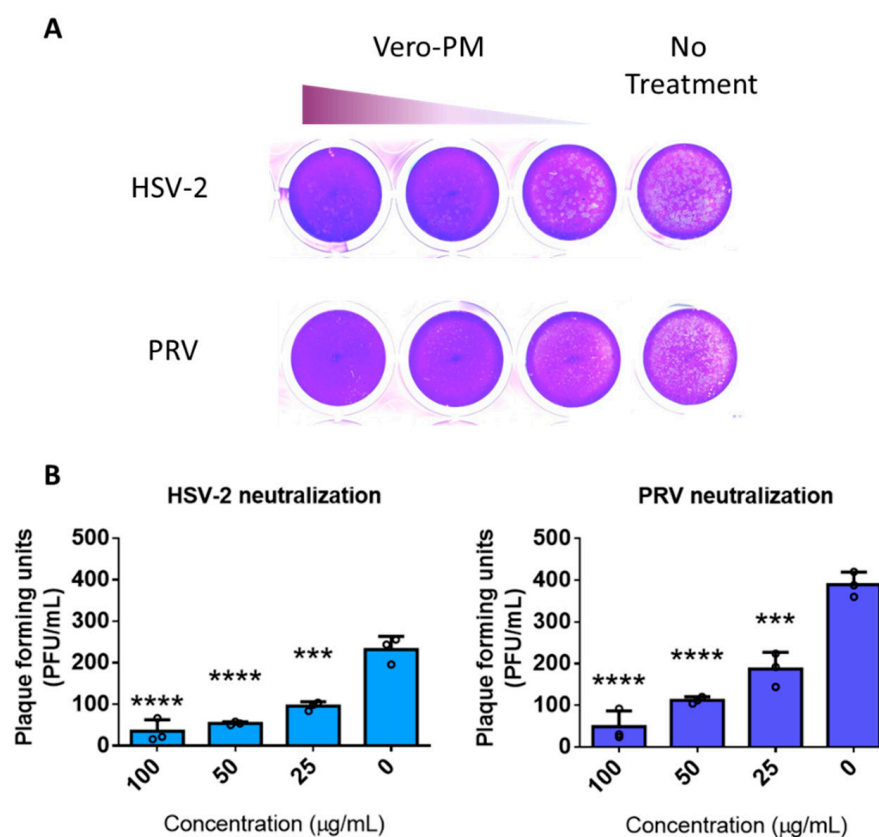 A
Vero-PM
No
Treatment
HSV-2
PRV
B
HSV-2 neutralization
Plaque forming units
(PFU/mL)
500
400
300
200
100
0
****
****
***
100
50
25
0
Concentration (μg/mL)
PRV neutralization
Plaque forming units
(PFU/mL)
500
400
300
200
100
0
****
****
***
100
50
25
0
Concentration (μg/mL)